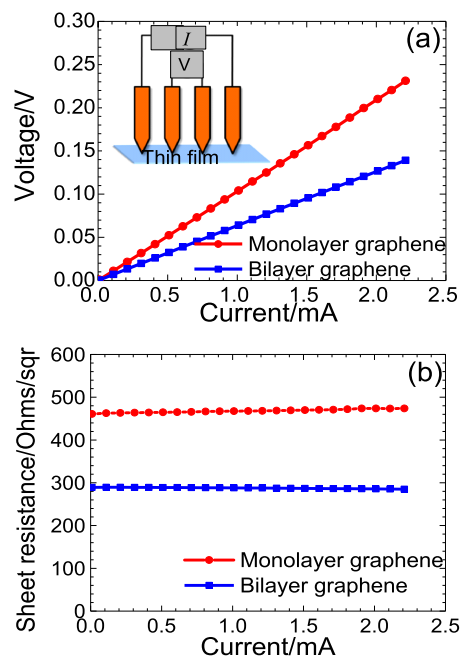 (a)
0.30
0.25
0.20
0.15
0.10
0.05
0.00
Voltage/V
I
V
Thin film
Monolayer graphene
Bilayer graphene
0.0 0.5 1.0 1.5 2.0 2.5
Current/mA
(b)
600
500
400
300
200
100
0
Sheet resistance/Ohms/sqr
Monolayer graphene
Bilayer graphene
0.0 0.5 1.0 1.5 2.0 2.5
Current/mA